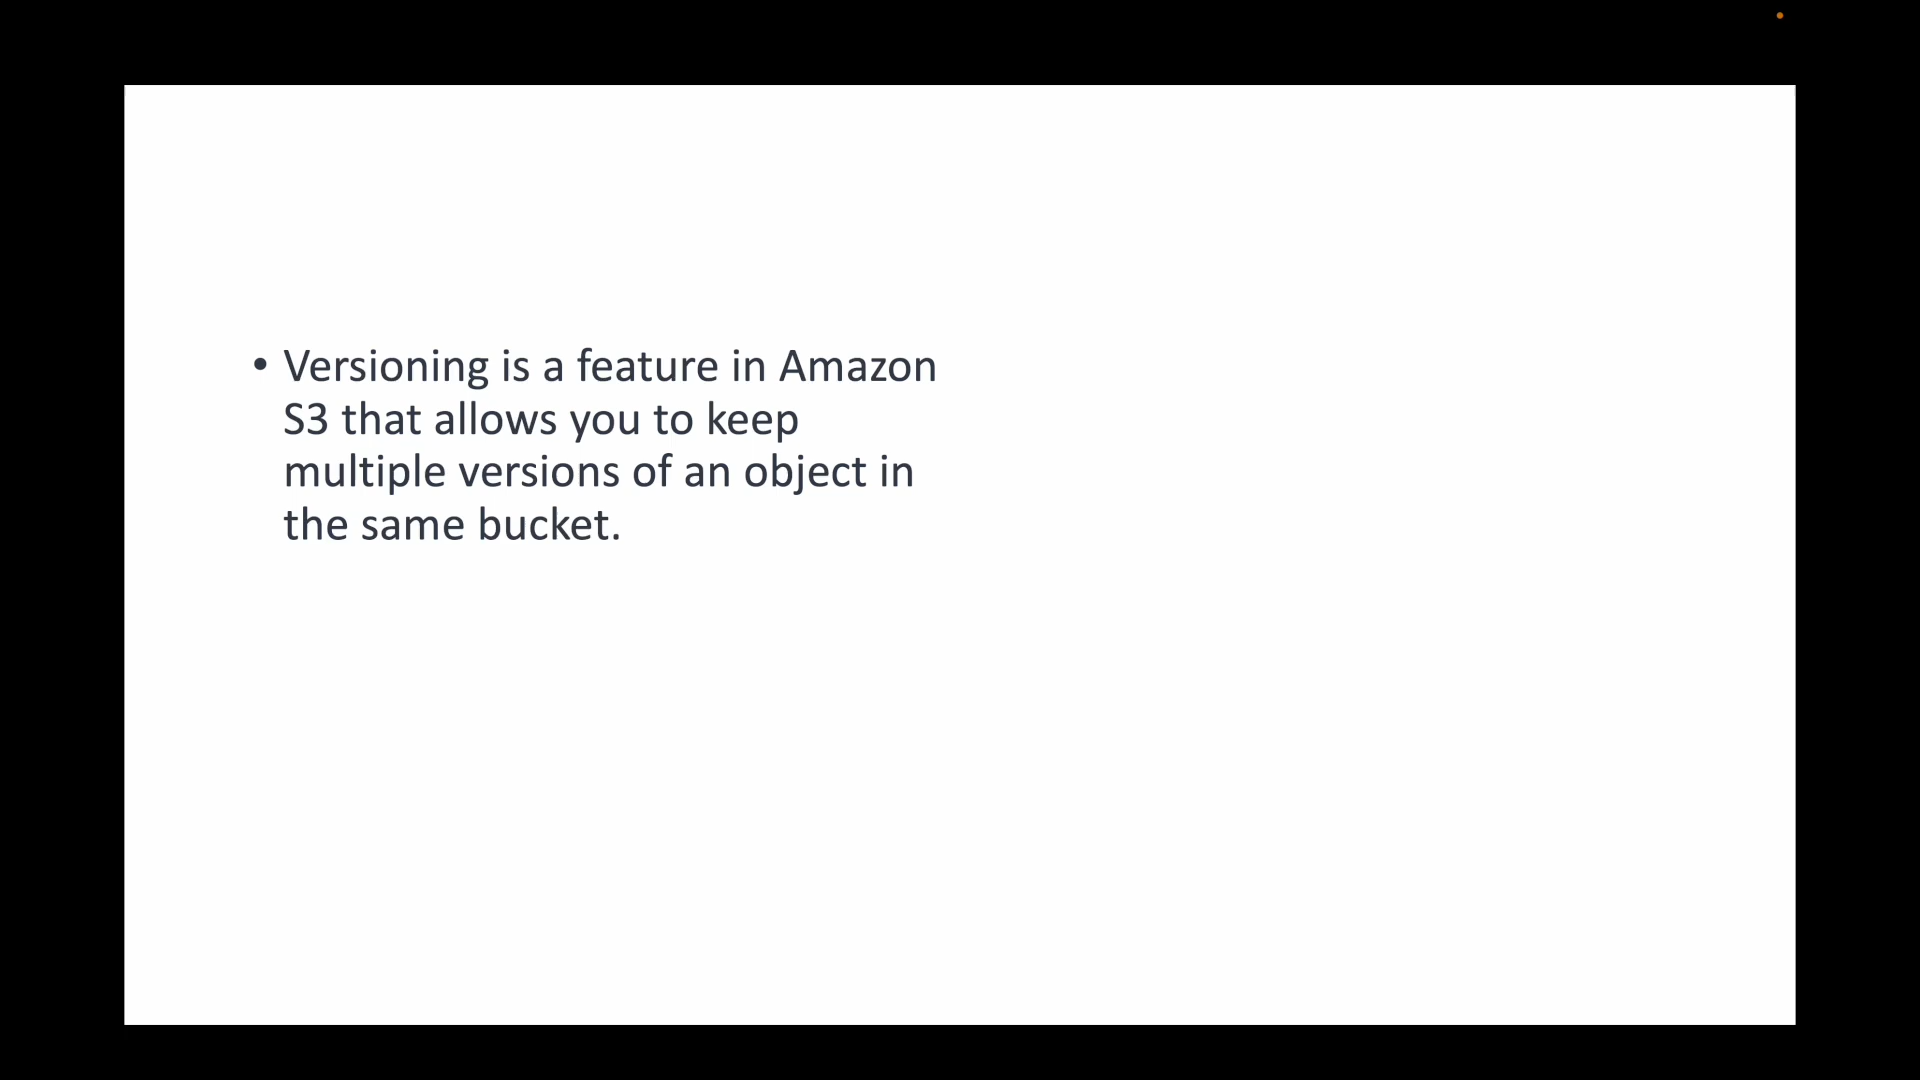 • Versioning is a feature in Amazon
S3 that allows you to keep
multiple versions of an object in
the same bucket.